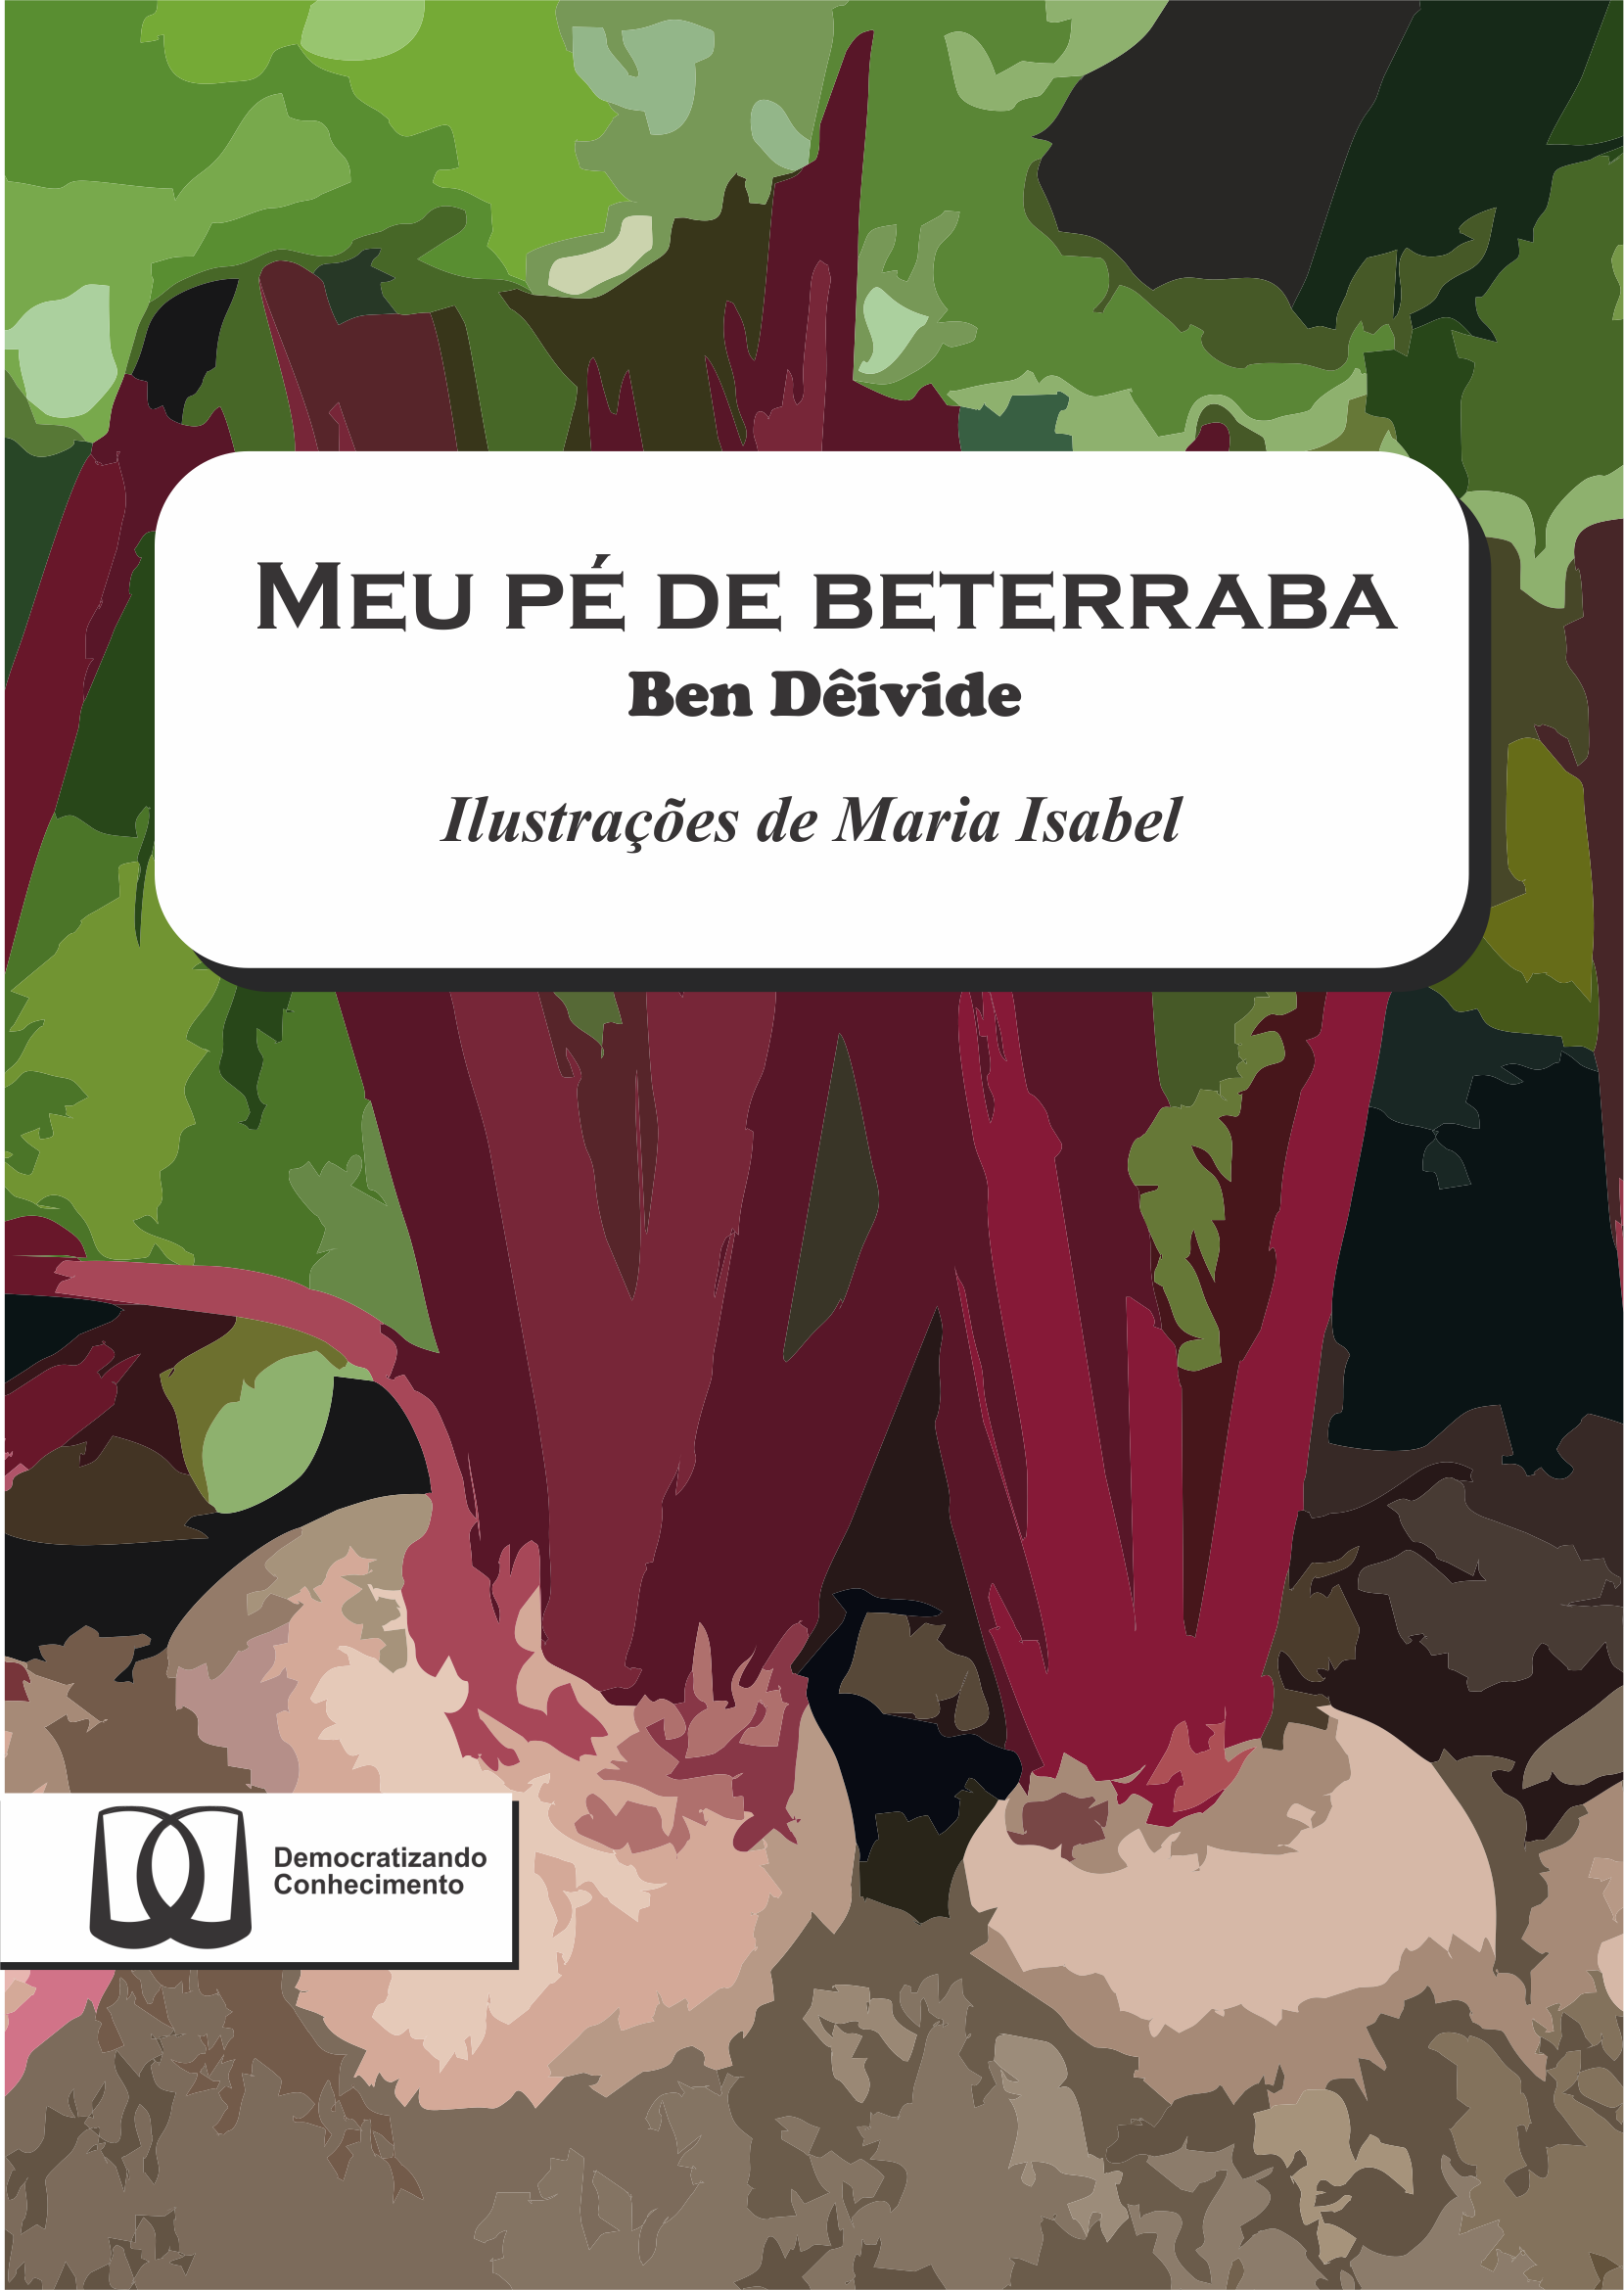 Meu pé de beterraba
Ben Dêivide
Ilustrações de Maria Isabel
Democratizando
Conhecimento